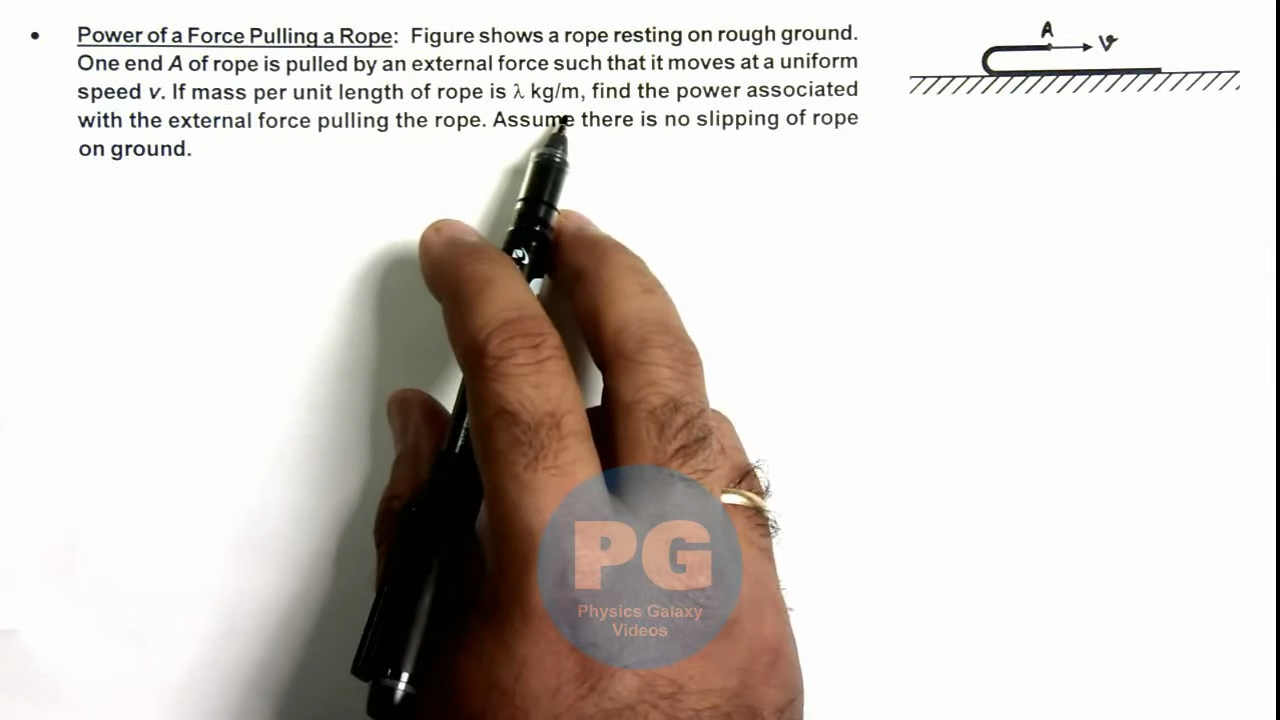 • Power of a Force Pulling a Rope: Figure shows a rope resting on rough ground.
One end A of rope is pulled by an external force such that it moves at a uniform
speed v. If mass per unit length of rope is λ kg/m, find the power associated
with the external force pulling the rope. Assume there is no slipping of rope
on ground.
A
v
PG
Physics Galaxy
Videos